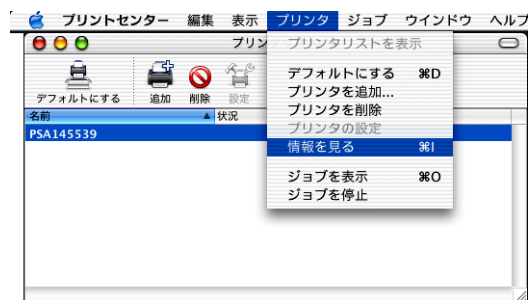 プリントセンター 編集 表示 プリンタ ジョブ ウインドウ ヘルプ
プリン
プリンタリストを表示
デフォルトにする ⌘D
プリンタを追加...
プリンタを削除
プリンタの設定
情報を見る ⌘I
ジョブを表示 ⌘O
ジョブを停止
デフォルトにする 追加 削除 設定
名前 状況
PSA145539